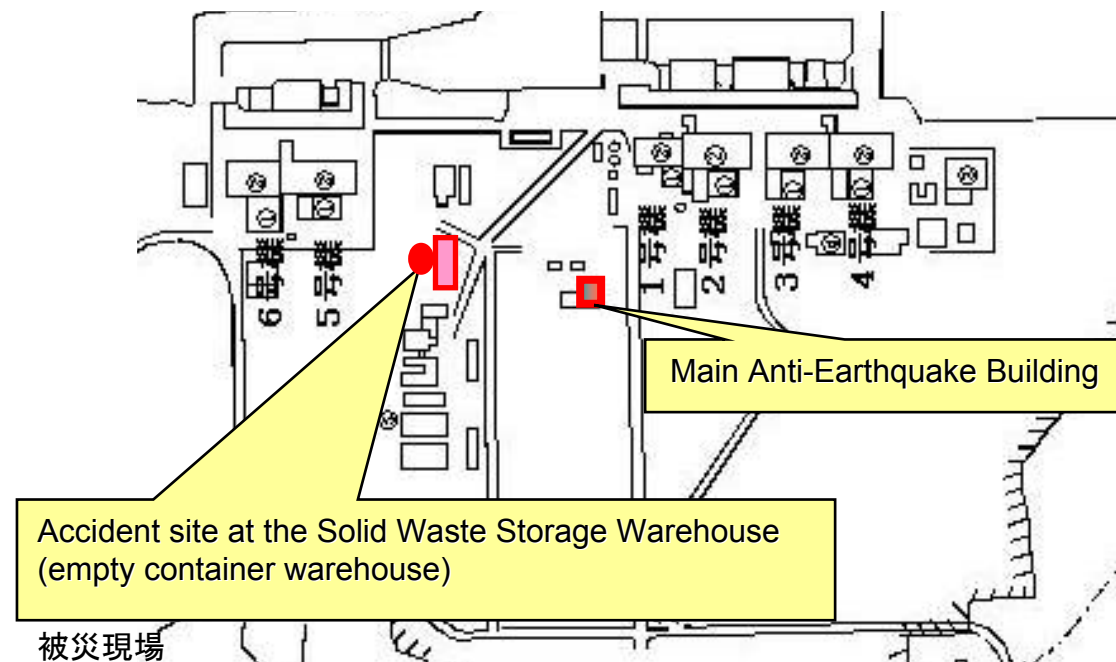 6号機
5号機
1号機
2号機
3号機
4号機
Main Anti-Earthquake Building
Accident site at the Solid Waste Storage Warehouse
(empty container warehouse)
被災現場